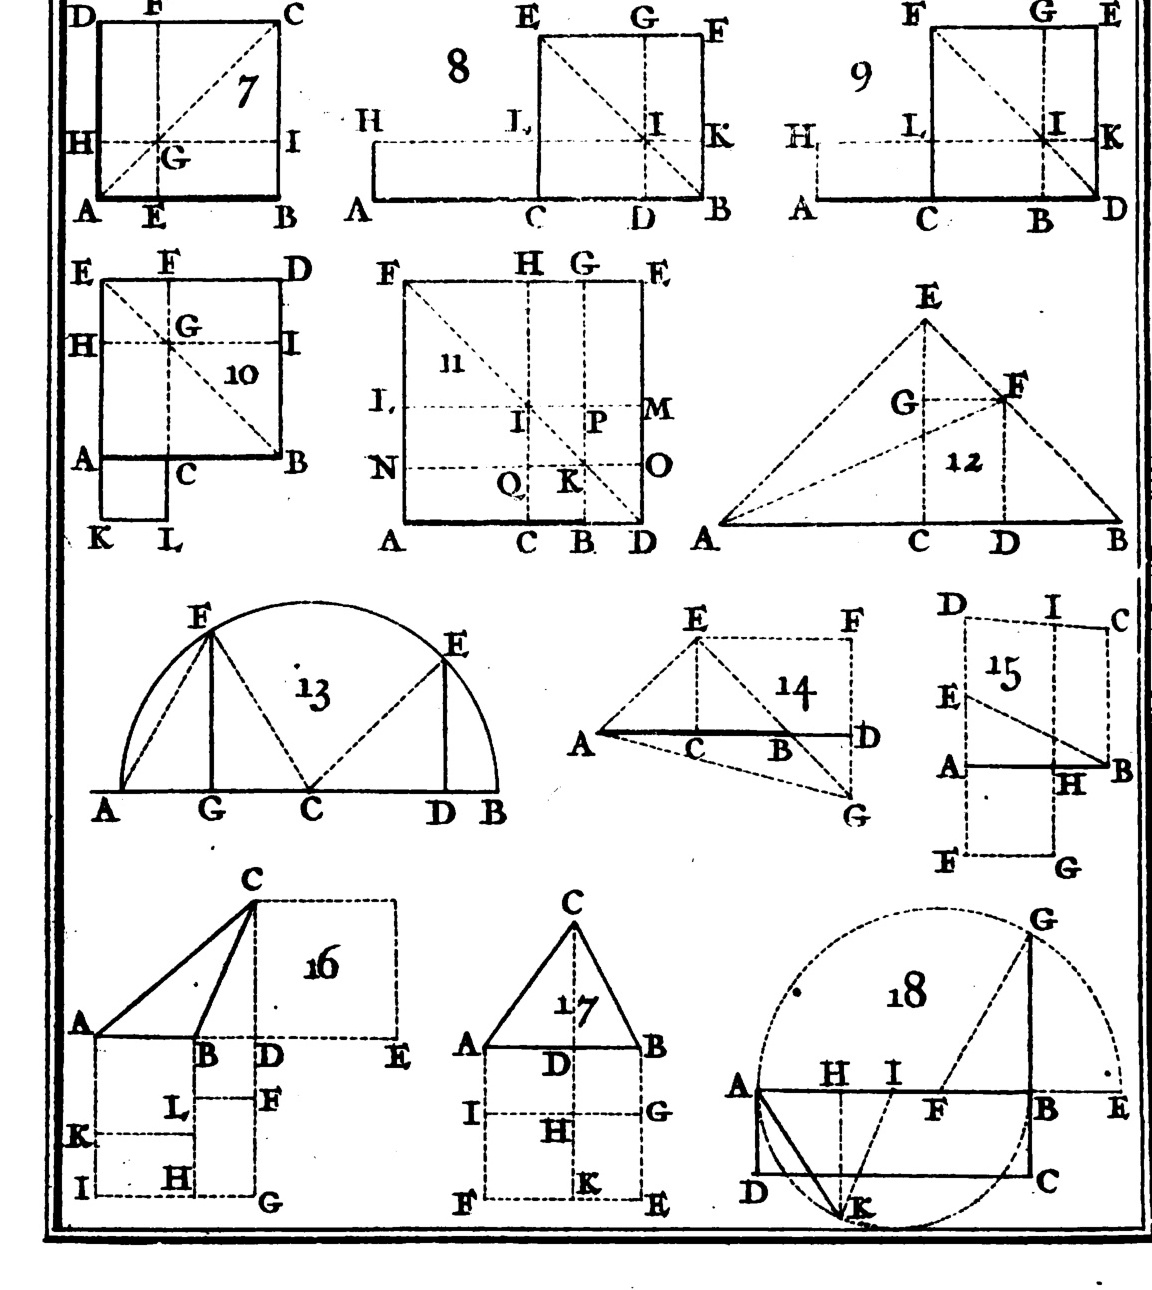 D F C E G F F G E
7 8 9
H G I H L I K H L I K
A E B A C D B A C B D
E F D F H G E E
H G I 11 G F
10 L I P M
A C B N Q K O 12
K L A C B D A C D B
F E E F D I C
13 14 15
E
A C B D A H B
A G C D B G F G
C C G
16 17 18
A B D E A D B A H I F B E
L F I H G
K
I H G F K E D K C